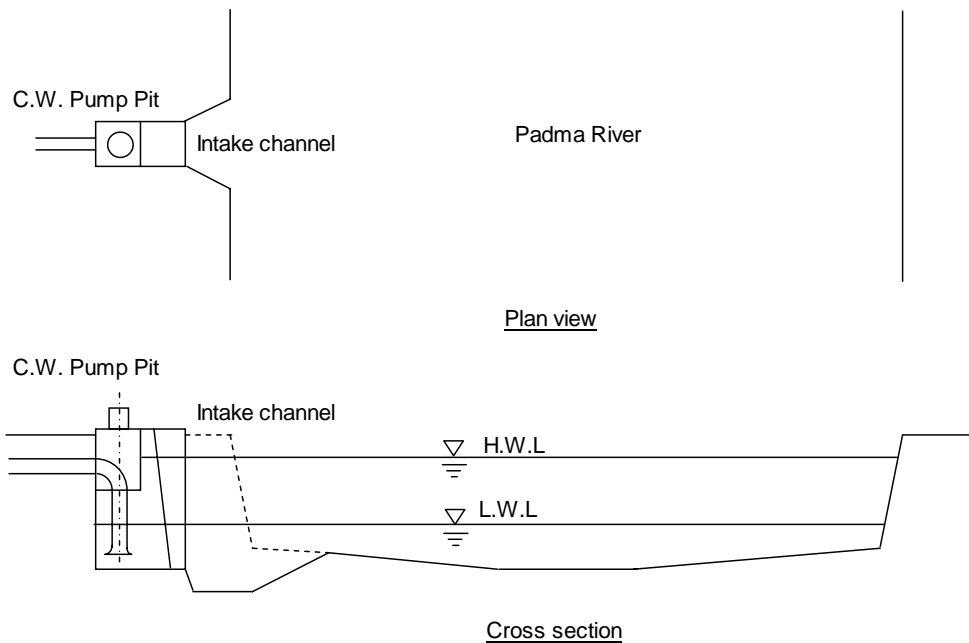 C.W. Pump Pit
Intake channel
Padma River
Plan view
C.W. Pump Pit
Intake channel
H.W.L
L.W.L
Cross section